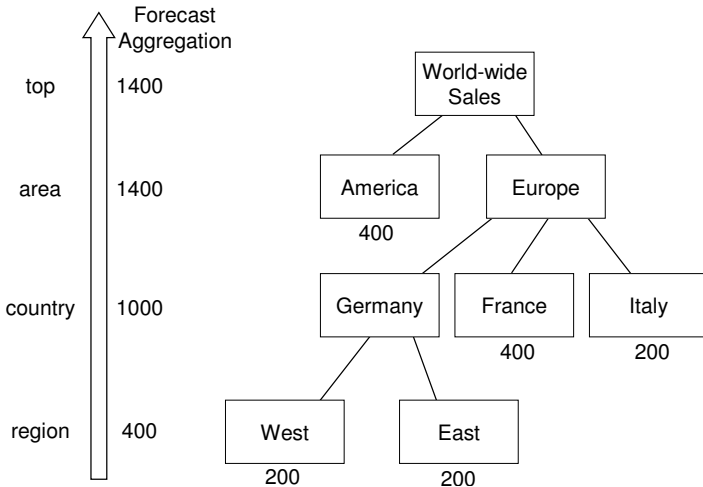 Forecast
Aggregation
top
1400
World-wide
Sales
area
1400
America
Europe
400
country
1000
Germany
France
Italy
400
200
region
400
West
East
200
200